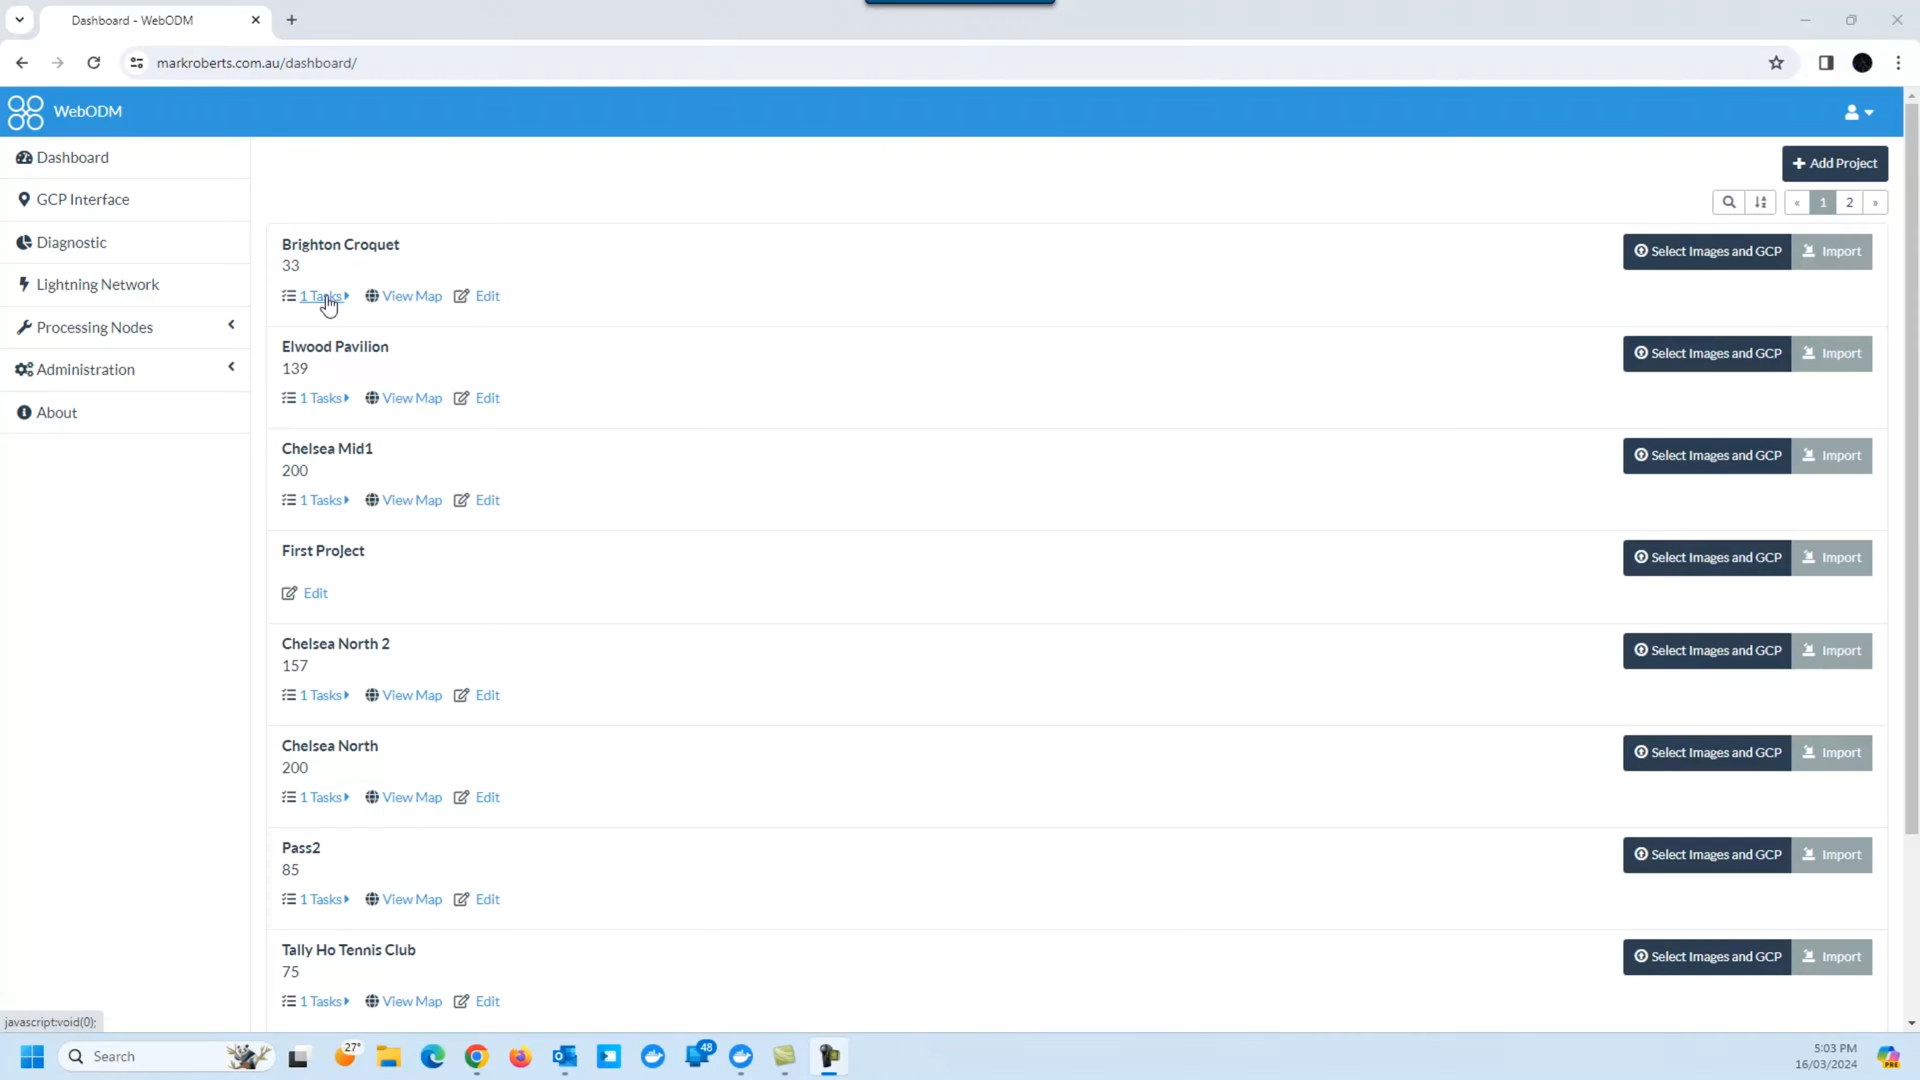 Dashboard - WebODM
markroberts.com.au/dashboard/
WebODM
Dashboard
GCP Interface
Diagnostic
Lightning Network
Processing Nodes
Administration
About
Add Project
« 1 2 »
Brighton Croquet
33
1 Tasks View Map Edit
Select Images and GCP Import
Elwood Pavilion
139
1 Tasks View Map Edit
Select Images and GCP Import
Chelsea Mid1
200
1 Tasks View Map Edit
Select Images and GCP Import
First Project
Edit
Select Images and GCP Import
Chelsea North 2
157
1 Tasks View Map Edit
Select Images and GCP Import
Chelsea North
200
1 Tasks View Map Edit
Select Images and GCP Import
Pass2
85
1 Tasks View Map Edit
Select Images and GCP Import
Tally Ho Tennis Club
75
1 Tasks View Map Edit
Select Images and GCP Import
javascript:void(0);
Search
27°
48
5:03 PM
16/03/2024
PRE